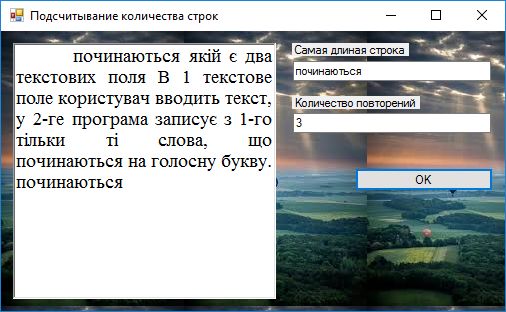 Подсчитывание количества строк
починаються якій є два
текстових поля В 1 текстове
поле користувач вводить текст,
у 2-ге програма записує з 1-го
тільки ті слова, що
починаються на голосну букву.
починаються
Самая длиная строка
починаються
Количество повторений
3
OK